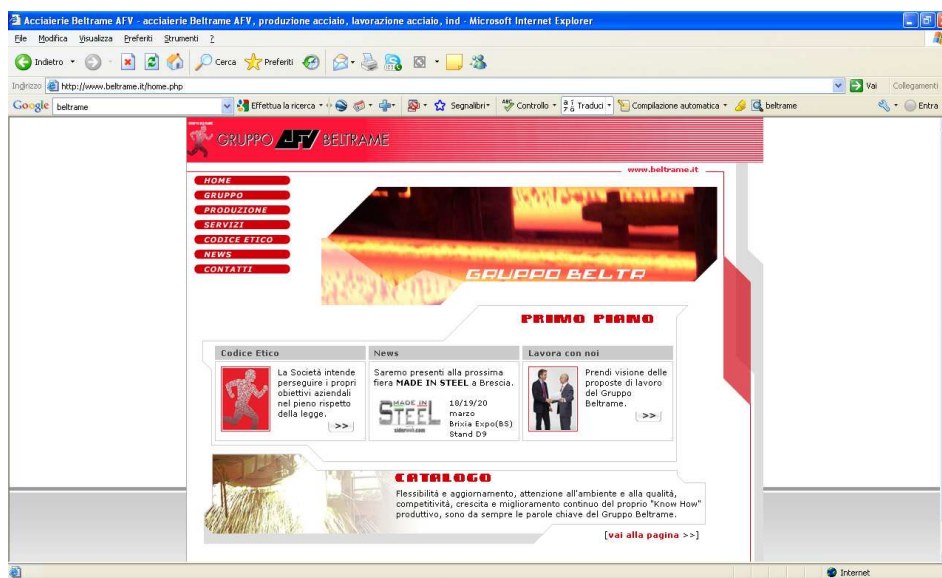 Acciaierie Beltrame AFV - acciaierie Beltrame AFV, produzione acciaio, lavorazione acciaio, ind - Microsoft Internet Explorer
File Modifica Visualizza Preferiti Strumenti ?
Indietro Cerca Preferiti
Indirizzo http://www.beltrame.it/home.php Vai Collegamenti
Google beltrame Effettua la ricerca Segnalibri Controllo Traduci Compilazione automatica beltrame Entra
GRUPPO AFV BELTRAME
www.beltrame.it
HOME
GRUPPO
PRODUZIONE
SERVIZI
CODICE ETICO
NEWS
CONTATTI
GRUPPO BELTR
PRIMO PIANO
Codice Etico
La Società intende
perseguire i propri
obiettivi aziendali
nel pieno rispetto
della legge.
>>
News
Saremo presenti alla prossima
fiera MADE IN STEEL a Brescia.
MADE IN
STEEL
siderweb.com
18/19/20
marzo
Brixia Expo(BS)
Stand D9
Lavora con noi
Prendi visione delle
proposte di lavoro
del Gruppo
Beltrame.
>>
CATALOGO
Flessibilità e aggiornamento, attenzione all'ambiente e alla qualità,
competitività, crescita e miglioramento continuo del proprio "Know How"
produttivo, sono da sempre le parole chiave del Gruppo Beltrame.
[vai alla pagina >>]
Internet